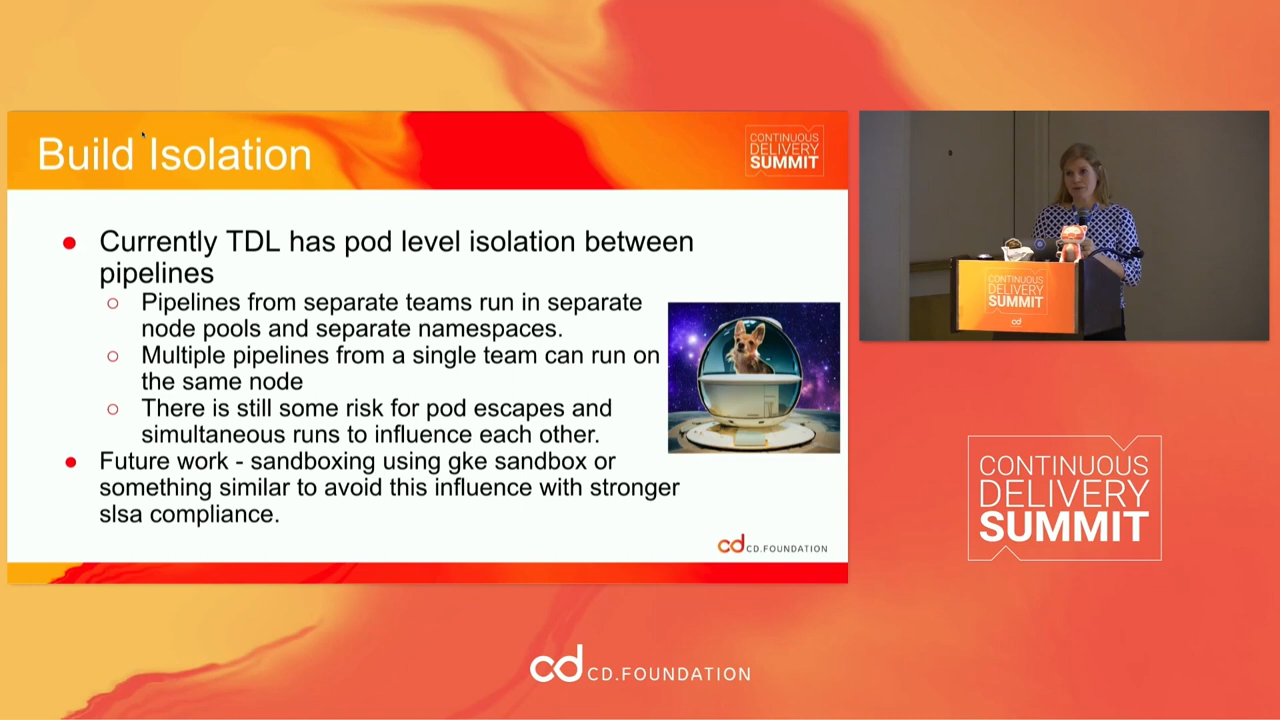 Build Isolation
CONTINUOUS
DELIVERY
SUMMIT
Currently TDL has pod level isolation between
pipelines
Pipelines from separate teams run in separate
node pools and separate namespaces.
Multiple pipelines from a single team can run on
the same node
There is still some risk for pod escapes and
simultaneous runs to influence each other.
Future work - sandboxing using gke sandbox or
something similar to avoid this influence with stronger
slsa compliance.
cd CD.FOUNDATION
CONTINUOUS
DELIVERY
SUMMIT
cd
CONTINUOUS
DELIVERY
SUMMIT
cd CD.FOUNDATION